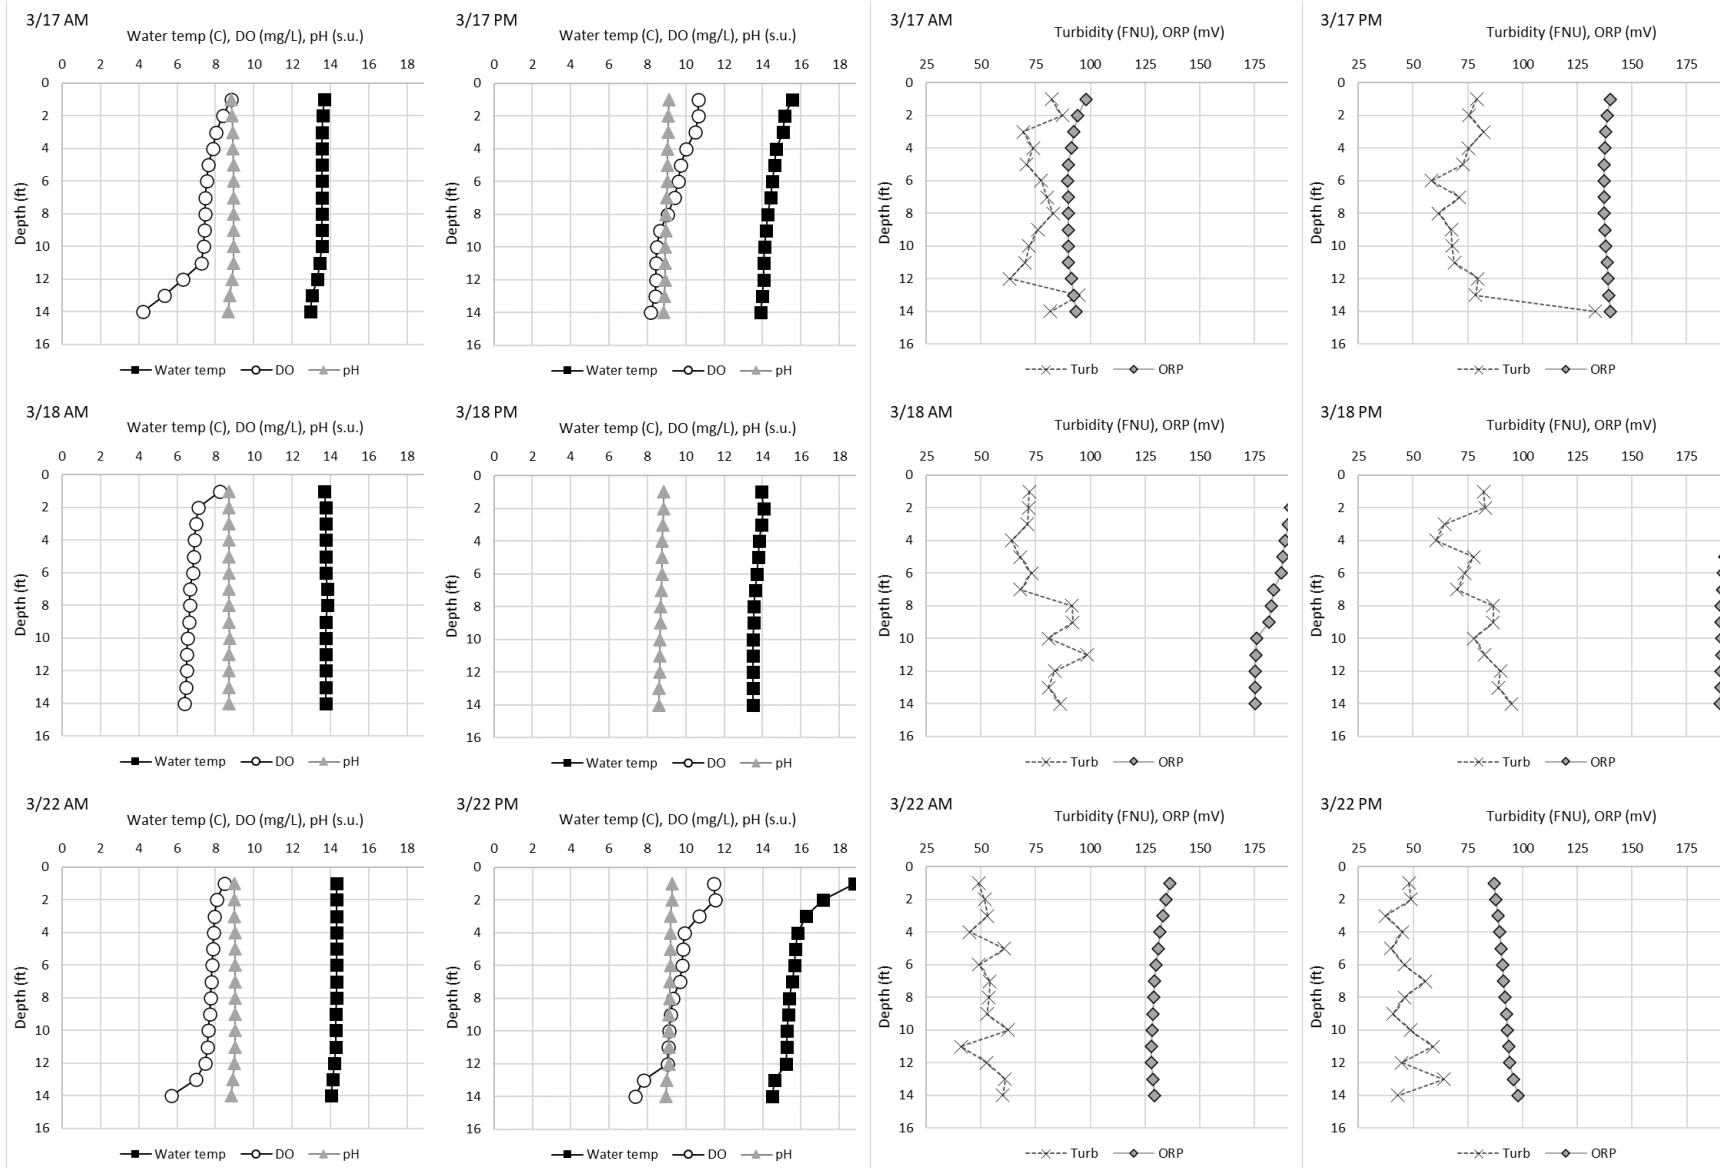 3/17 AM
Water temp (C), DO (mg/L), pH (s.u.)
0 2 4 6 8 10 12 14 16 18
Depth (ft)
0
2
4
6
8
10
12
14
16
Water temp DO pH
3/17 PM
Water temp (C), DO (mg/L), pH (s.u.)
0 2 4 6 8 10 12 14 16 18
Depth (ft)
0
2
4
6
8
10
12
14
16
Water temp DO pH
3/17 AM
Turbidity (FNU), ORP (mV)
25 50 75 100 125 150 175
Depth (ft)
0
2
4
6
8
10
12
14
16
Turb ORP
3/17 PM
Turbidity (FNU), ORP (mV)
25 50 75 100 125 150 175
Depth (ft)
0
2
4
6
8
10
12
14
16
Turb ORP
3/18 AM
Water temp (C), DO (mg/L), pH (s.u.)
0 2 4 6 8 10 12 14 16 18
Depth (ft)
0
2
4
6
8
10
12
14
16
Water temp DO pH
3/18 PM
Water temp (C), DO (mg/L), pH (s.u.)
0 2 4 6 8 10 12 14 16 18
Depth (ft)
0
2
4
6
8
10
12
14
16
Water temp DO pH
3/18 AM
Turbidity (FNU), ORP (mV)
25 50 75 100 125 150 175
Depth (ft)
0
2
4
6
8
10
12
14
16
Turb ORP
3/18 PM
Turbidity (FNU), ORP (mV)
25 50 75 100 125 150 175
Depth (ft)
0
2
4
6
8
10
12
14
16
Turb ORP
3/22 AM
Water temp (C), DO (mg/L), pH (s.u.)
0 2 4 6 8 10 12 14 16 18
Depth (ft)
0
2
4
6
8
10
12
14
16
Water temp DO pH
3/22 PM
Water temp (C), DO (mg/L), pH (s.u.)
0 2 4 6 8 10 12 14 16 18
Depth (ft)
0
2
4
6
8
10
12
14
16
Water temp DO pH
3/22 AM
Turbidity (FNU), ORP (mV)
25 50 75 100 125 150 175
Depth (ft)
0
2
4
6
8
10
12
14
16
Turb ORP
3/22 PM
Turbidity (FNU), ORP (mV)
25 50 75 100 125 150 175
Depth (ft)
0
2
4
6
8
10
12
14
16
Turb ORP